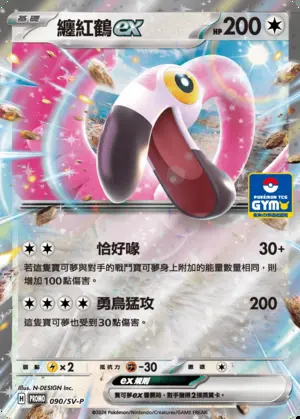 基礎 纏紅鶴ex HP200
POKÉMON TCG
GYM
恰好喙 30+
若這隻寶可夢與對手的戰鬥寶可夢身上附加的能量數量相同,則
增加100點傷害。
勇鳥猛攻 200
這隻寶可夢也受到30點傷害。
弱點 ×2 抵抗力 -30 撤退
ex規則
寶可夢ex昏厥時,對手獲得2張獎賞卡。
Illus. N-DESIGN Inc.
H PROMO 090/SV-P
©2024 Pokémon/Nintendo/Creatures/GAME FREAK